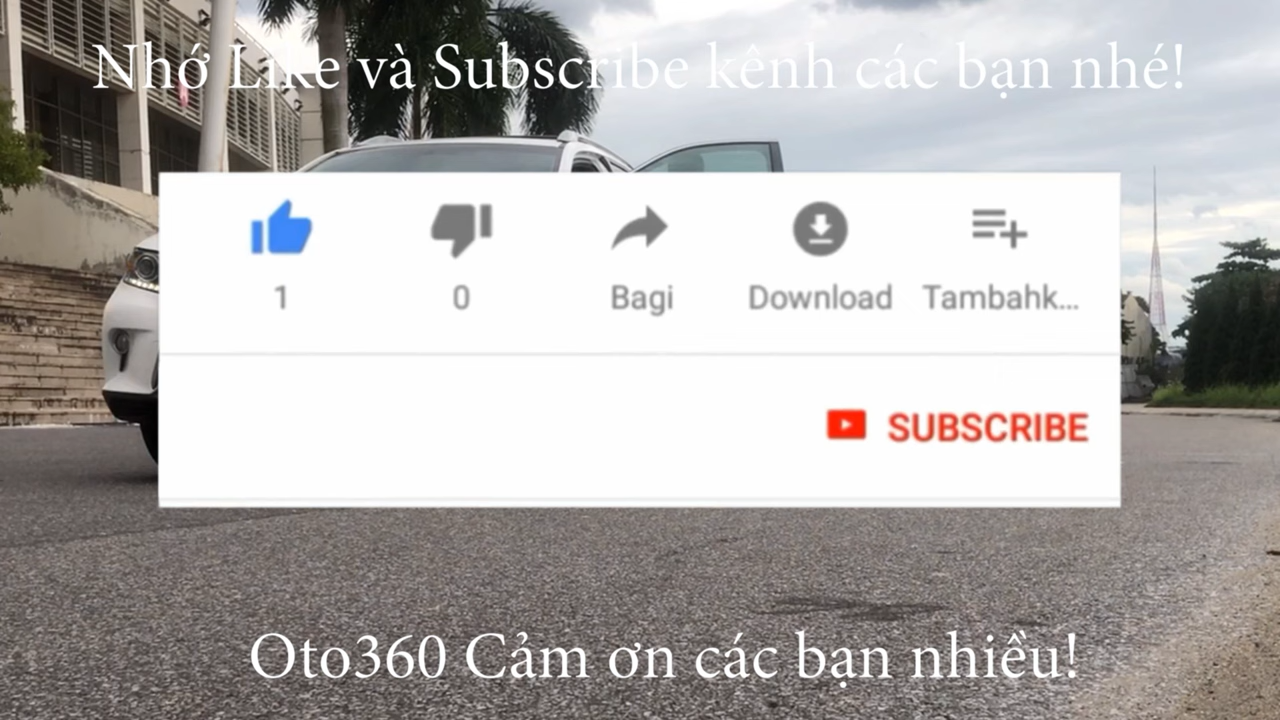 Nhớ Like và Subscribe kênh các bạn nhé!
1 0 Bagi Download Tambahk...
SUBSCRIBE
Oto360 Cảm ơn các bạn nhiều!